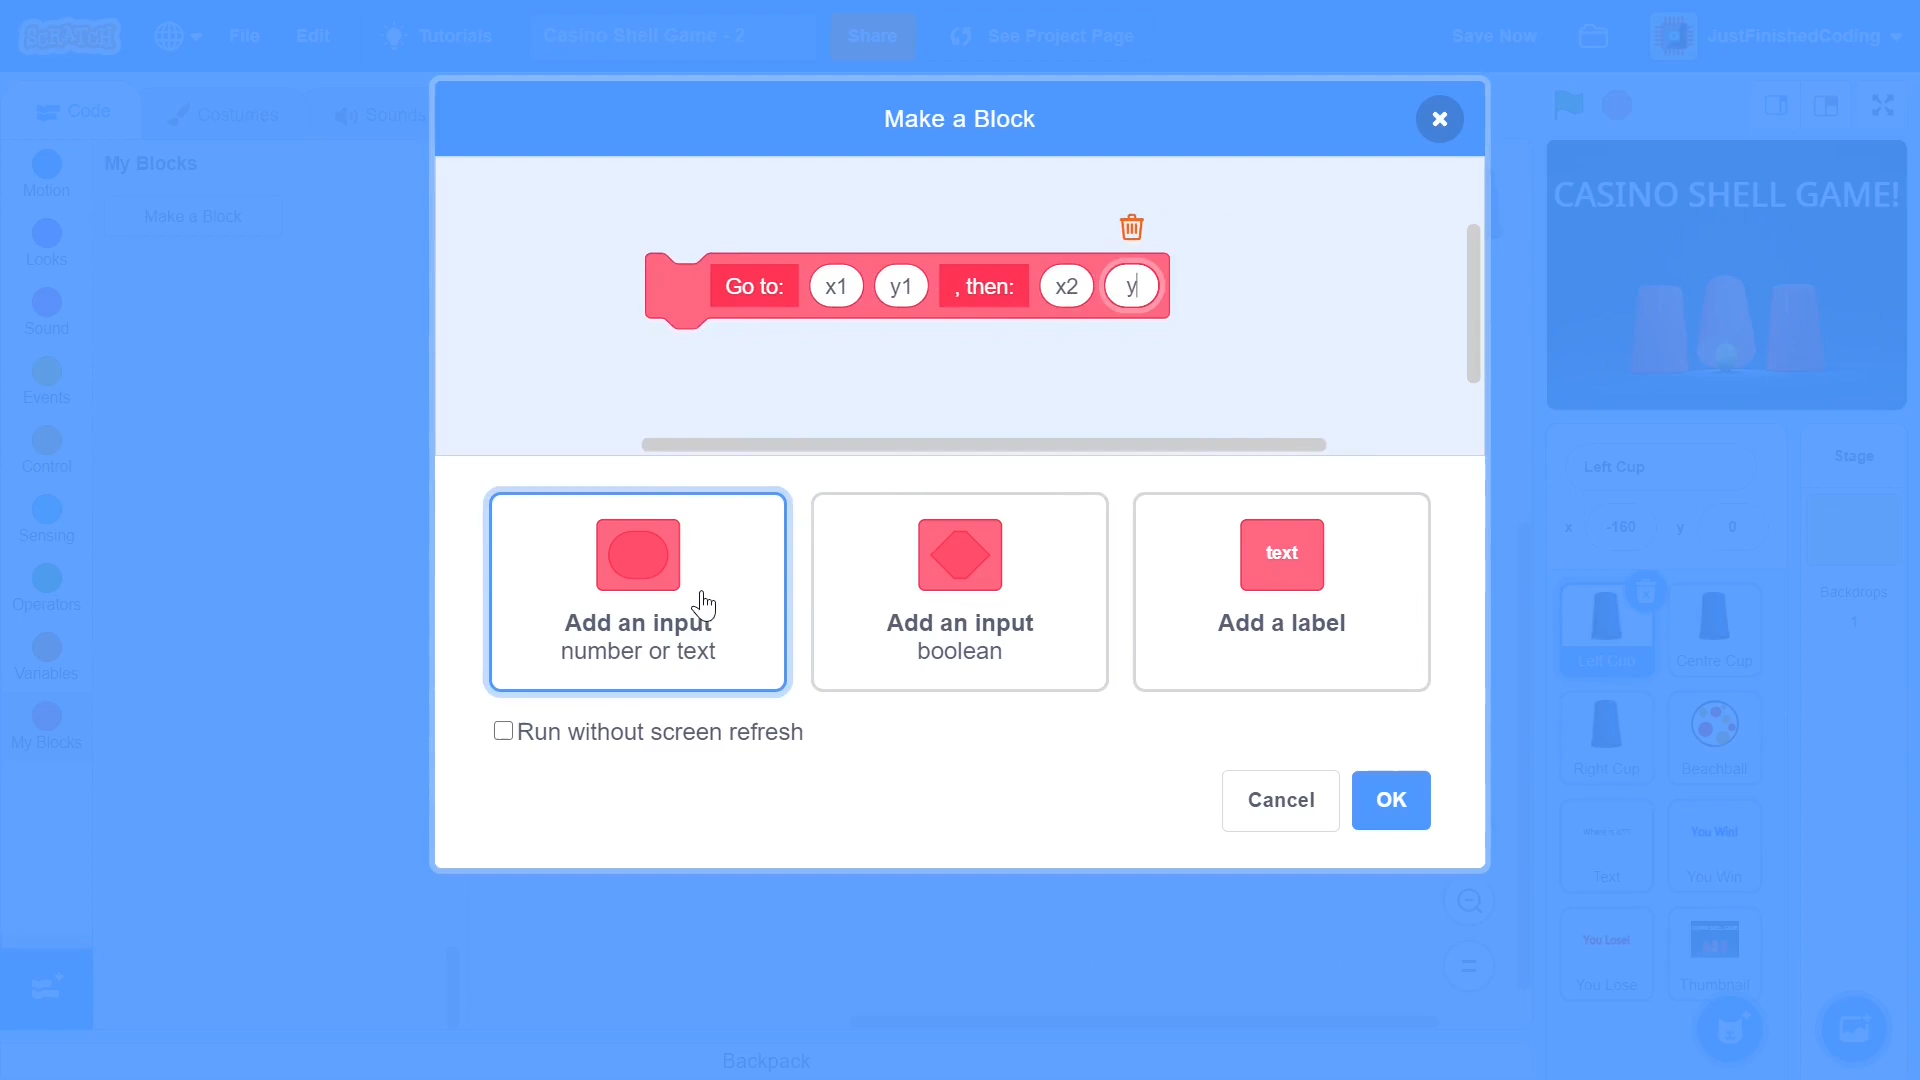 SCRATCH
File
Edit
Tutorials
Casino Shell Game - 2
Share
See Project Page
Save Now
JustFinishedCoding
Code
Costumes
Sounds
Make a Block
My Blocks
Make a Block
Motion
Looks
Sound
Events
Control
Sensing
Operators
Variables
My Blocks
Go to: x1 y1 , then: x2 y
Add an input
number or text
Add an input
boolean
text
Add a label
Run without screen refresh
Cancel
OK
CASINO SHELL GAME!
Left Cup
x -160 y 0
Stage
Backdrops
1
Left Cup
Centre Cup
Right Cup
Beachball
Text
You Win!
You Win
You Lose!
You Lose
Thumbnail
Backpack